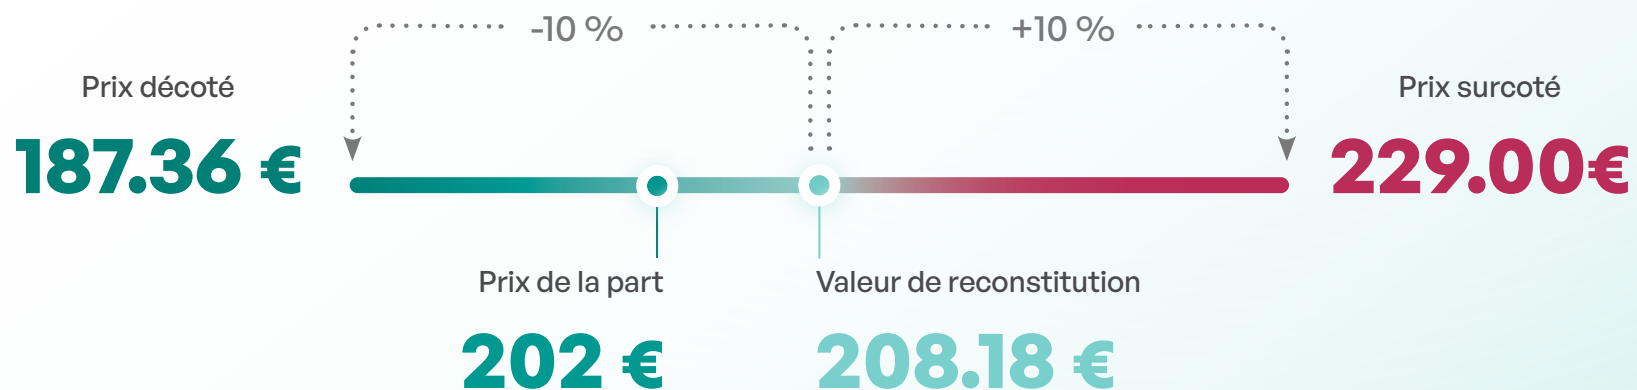 -10 %
+10 %
Prix décoté
Prix surcoté
187.36 €
229.00€
Prix de la part
Valeur de reconstitution
202 €
208.18 €